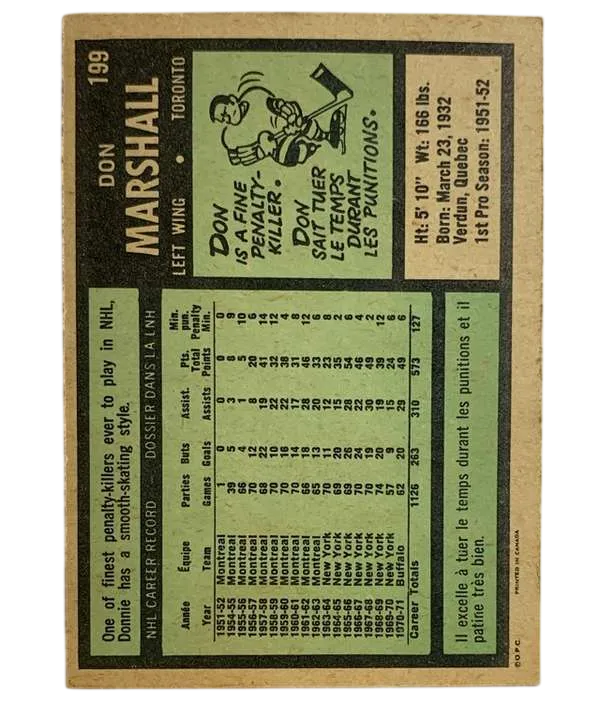 199
DON
MARSHALL
LEFT WING • TORONTO
DON
IS A FINE
PENALTY-
KILLER.
DON
SAIT TUER
LE TEMPS
DURANT
LES PUNITIONS.
Ht: 5' 10" Wt: 166 lbs.
Born: March 23, 1932
Verdun, Quebec
1st Pro Season: 1951-52
One of finest penalty-killers ever to play in NHL,
Donnie has a smooth-skating style.
NHL CAREER RECORD — DOSSIER DANS LA LNH
Année Équipe Parties Buts Assist. Pts. Min. pun.
Year Team Games Goals Assists Total Points Penalty Min.
1951-52 Montreal 1 0 0 0 0
1954-55 Montreal 39 5 3 8 9
1955-56 Montreal 66 4 1 5 10
1956-57 Montreal 70 12 8 20 6
1957-58 Montreal 68 22 19 41 14
1958-59 Montreal 70 10 22 32 12
1959-60 Montreal 70 16 22 38 4
1960-61 Montreal 70 14 17 31 8
1961-62 Montreal 66 18 28 46 12
1962-63 Montreal 65 13 20 33 6
1963-64 New York 70 11 12 23 8
1964-65 New York 69 20 15 35 2
1965-66 New York 69 26 28 54 6
1966-67 New York 70 24 22 46 4
1967-68 New York 70 19 30 49 2
1968-69 New York 74 20 19 39 12
1969-70 New York 57 9 15 24 6
1970-71 Buffalo 62 20 29 49 6
Career Totals 1126 263 310 573 127
Il excelle à tuer le temps durant les punitions et il
patine très bien.
©O.P.C. PRINTED IN CANADA